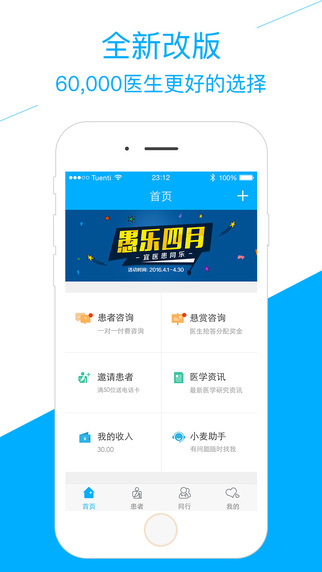 全新改版
60,000医生更好的选择
Tuenti 23:12 100%
首页
愚乐四月
宜医患同乐
活动时间: 2016.4.1-4.30
患者咨询
一对一付费咨询
悬赏咨询
医生抢答分配奖金
邀请患者
满50位送电话卡
医学资讯
最新医学研究资讯
我的收入
30.00
小麦助手
有问题随时找我
首页 患者 同行 我的